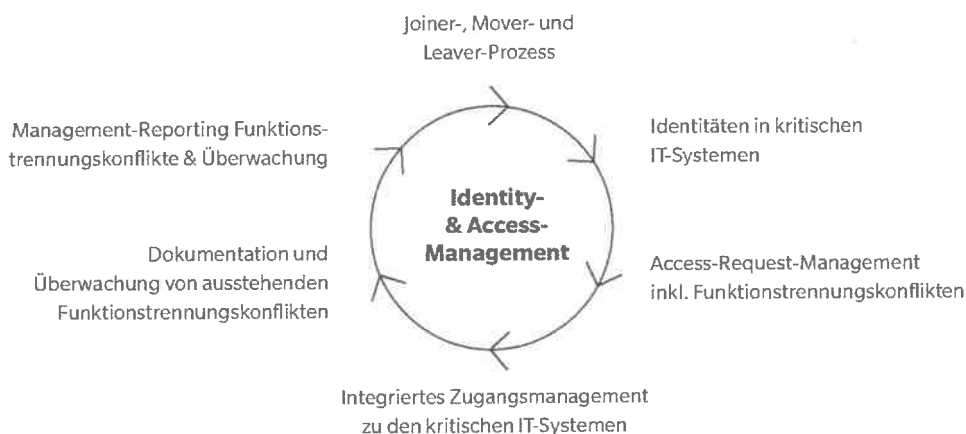 Joiner-, Mover- und
Leaver-Prozess
Identitäten in kritischen
IT-Systemen
Access-Request-Management
inkl. Funktionstrennungskonflikten
Integriertes Zugangsmanagement
zu den kritischen IT-Systemen
Dokumentation und
Überwachung von ausstehenden
Funktionstrennungskonflikten
Management-Reporting Funktions-
trennungskonflikte & Überwachung
Identity-
& Access-
Management